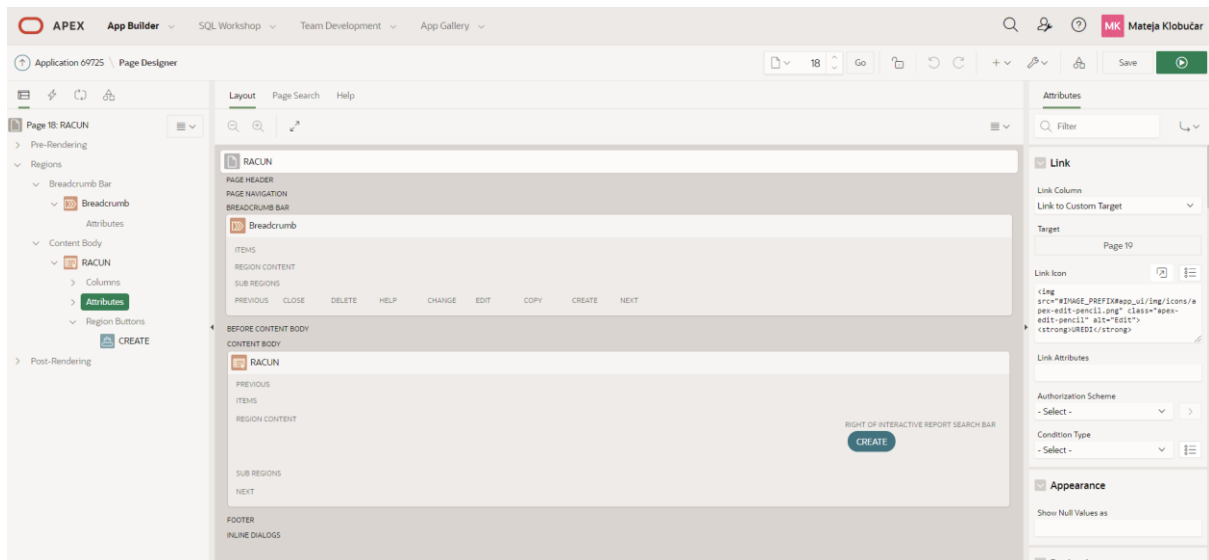 APEX App Builder SQL Workshop Team Development App Gallery MK Mateja Klobučar
Application 69725 \ Page Designer 18 Go Save
Layout Page Search Help
Attributes
Page 18: RACUN
Filter
Pre-Rendering
Regions
Breadcrumb Bar
Breadcrumb
Attributes
Content Body
RACUN
Columns
Attributes
Region Buttons
CREATE
Post-Rendering
RACUN
PAGE HEADER
PAGE NAVIGATION
BREADCRUMB BAR
Breadcrumb
ITEMS
REGION CONTENT
SUB REGIONS
PREVIOUS CLOSE DELETE HELP CHANGE EDIT COPY CREATE NEXT
BEFORE CONTENT BODY
CONTENT BODY
RACUN
PREVIOUS
ITEMS
REGION CONTENT
RIGHT OF INTERACTIVE REPORT SEARCH BAR
CREATE
SUB REGIONS
NEXT
FOOTER
INLINE DIALOGS
Link
Link Column
Link to Custom Target
Target
Page 19
Link Icon
<img
src="#IMAGE_PREFIX#app_ui/img/icons/a
pex-edit-pencil.png" class="apex-
edit-pencil" alt="Edit">
<strong>UREDI</strong>
Link Attributes
Authorization Scheme
- Select -
Condition Type
- Select -
Appearance
Show Null Values as